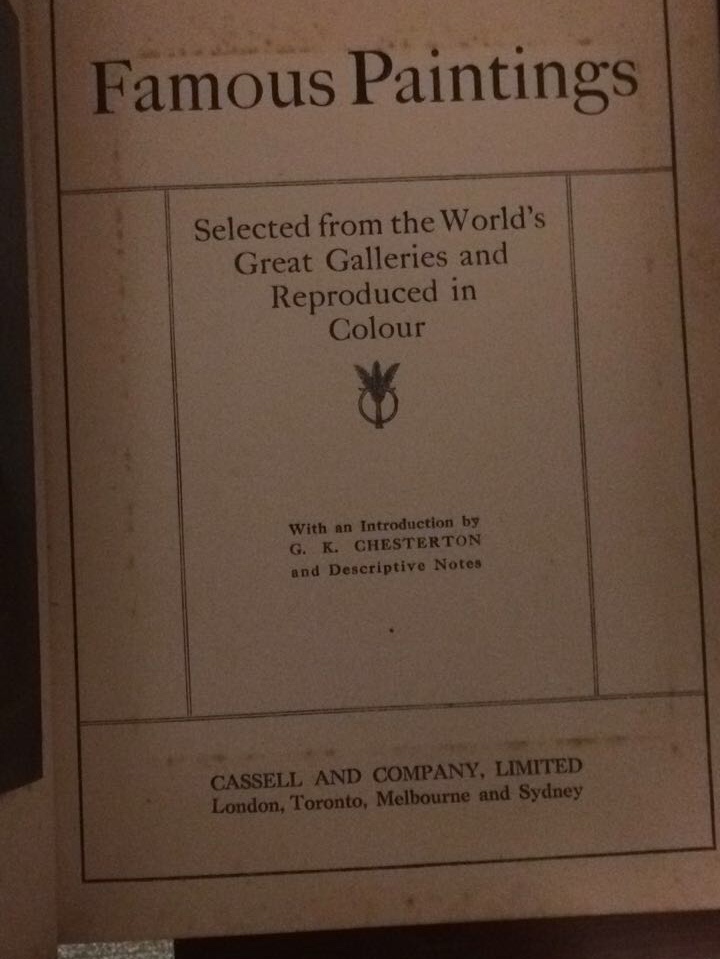 Famous Paintings
Selected from the World's
Great Galleries and
Reproduced in
Colour
With an Introduction by
G. K. CHESTERTON
and Descriptive Notes
CASSELL AND COMPANY, LIMITED
London, Toronto, Melbourne and Sydney